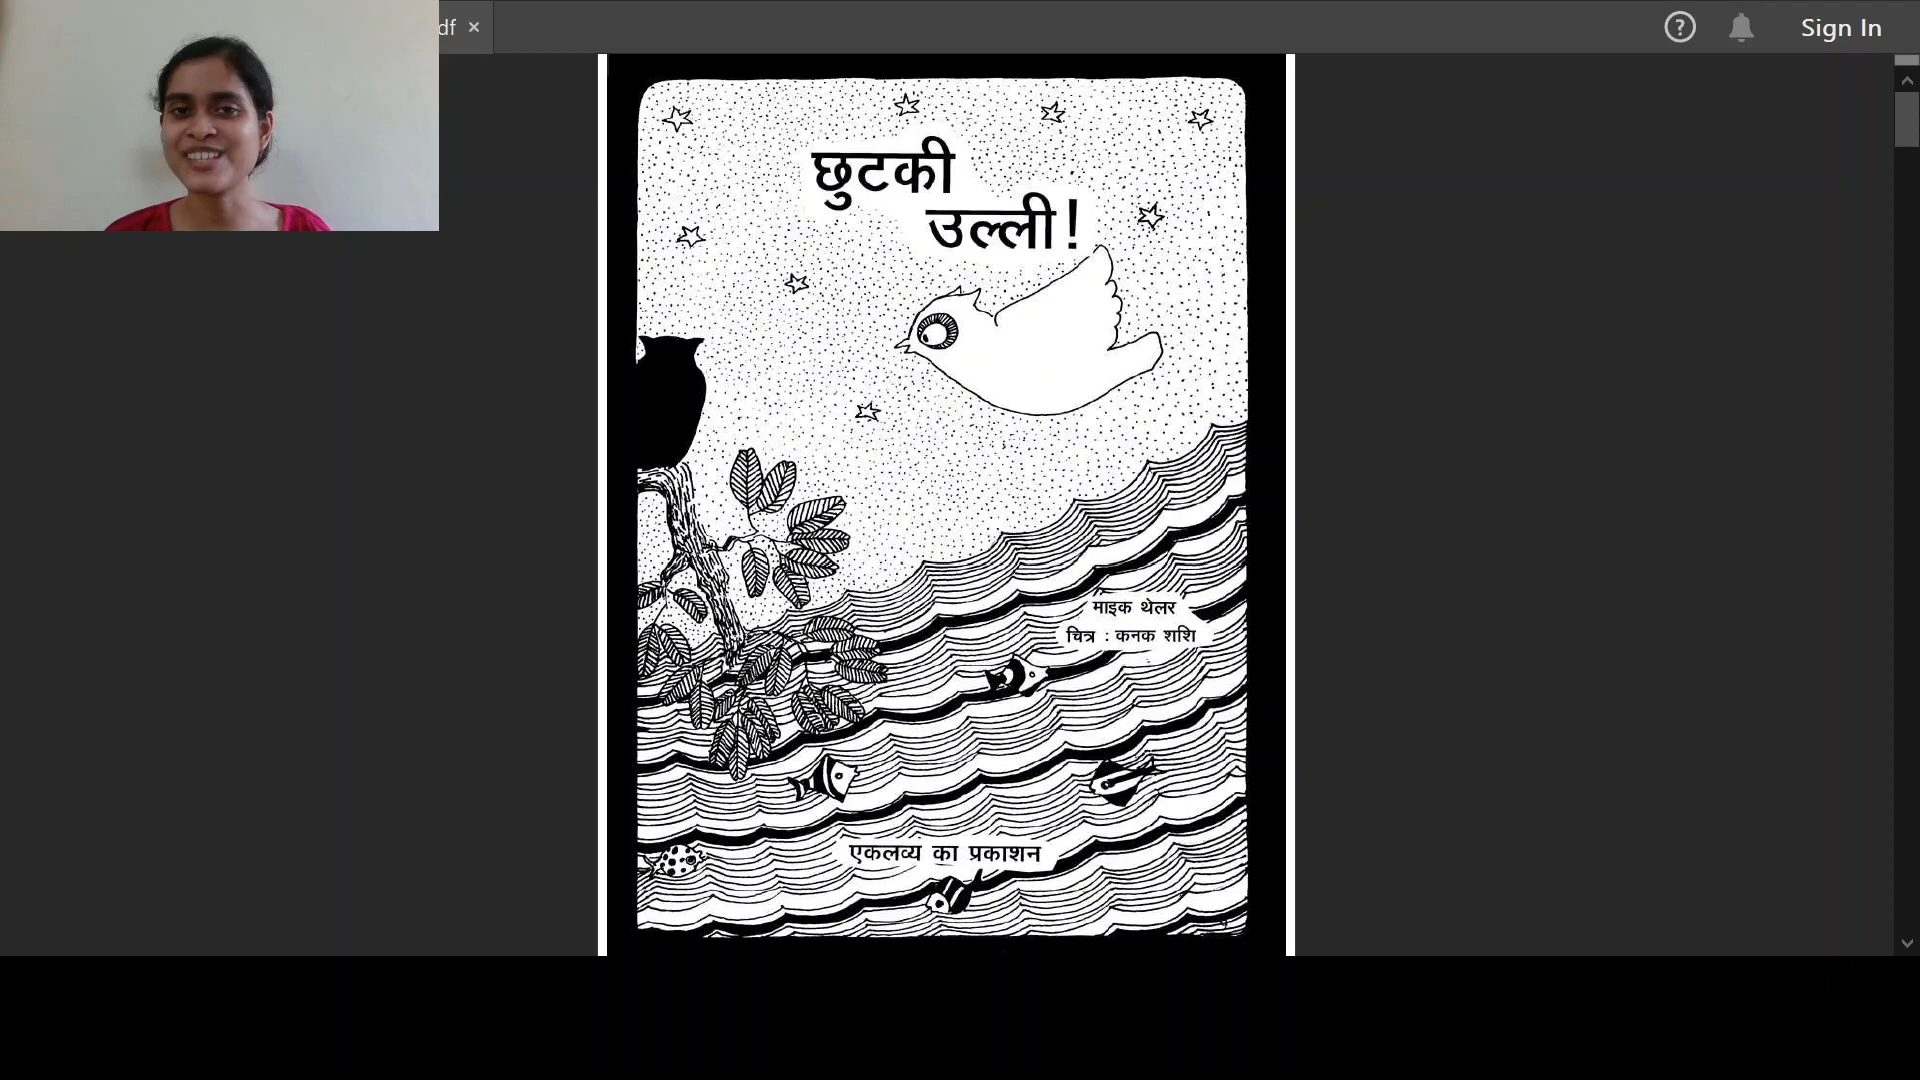 df ×
? Sign In
छुटकी
उल्ली!
माइक थेलर
चित्र : कनक शशि
एकलव्य का प्रकाशन